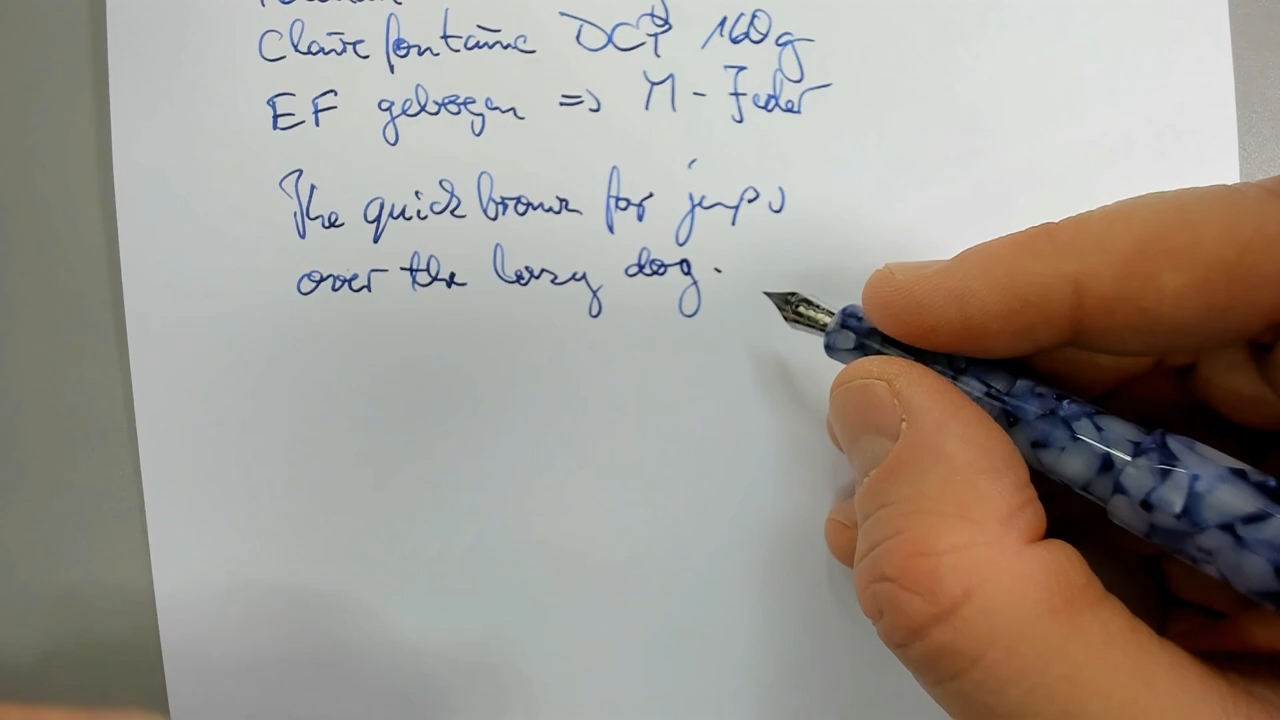 Clairefontaine DCP 160g
EF gebogen => M-Feder
The quick brown fox jumps
over the lazy dog.